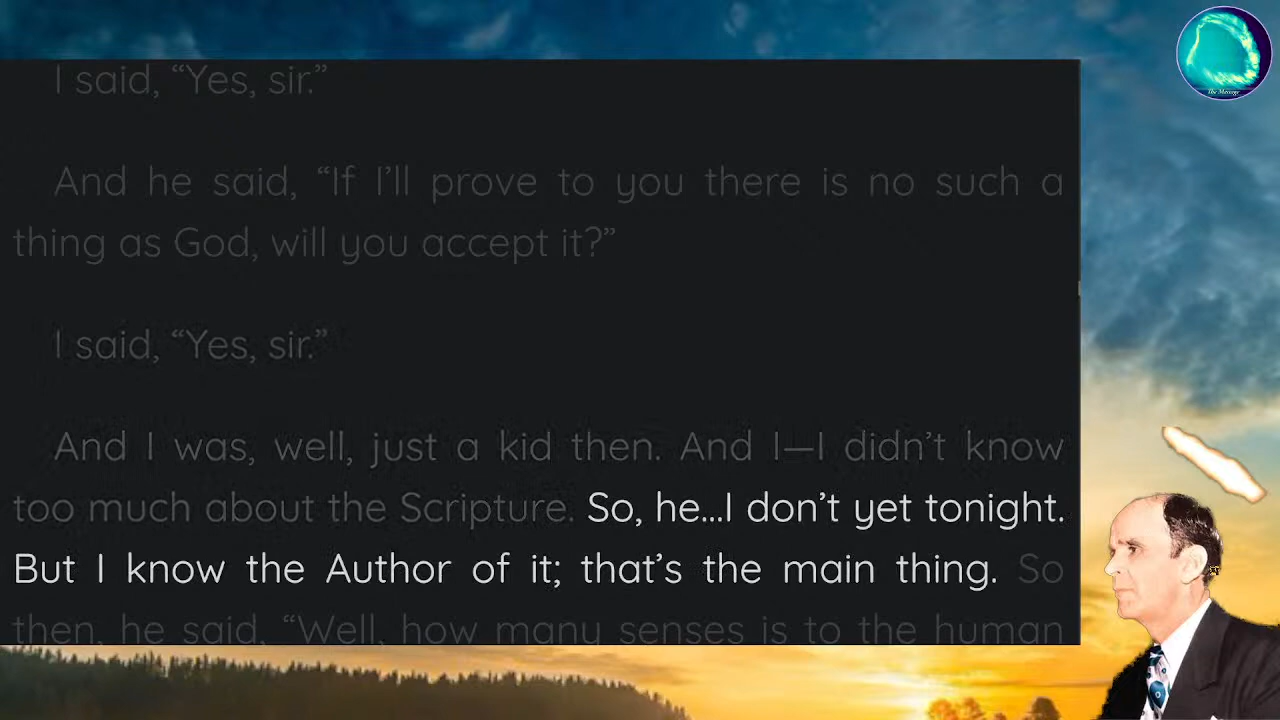 I said, “Yes, sir.”
And he said, “If I’ll prove to you there is no such a
thing as God, will you accept it?”
I said, “Yes, sir.”
And I was, well, just a kid then. And I—I didn’t know
too much about the Scripture. So, he...I don’t yet tonight.
But I know the Author of it; that’s the main thing. So
then, he said, “Well, how many senses is to the human
The Message